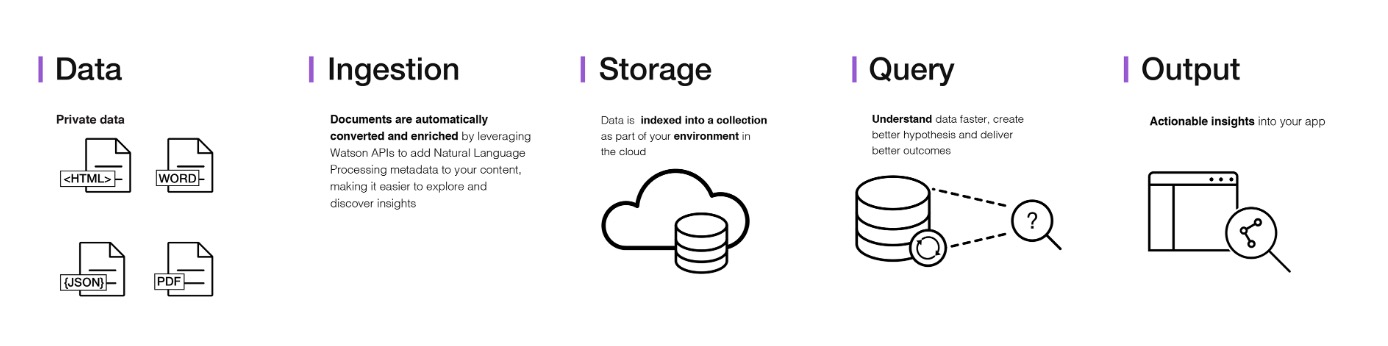 Data
Private data
<HTML>
WORD
{JSON}
PDF
Ingestion
Documents are automatically
converted and enriched by leveraging
Watson APIs to add Natural Language
Processing metadata to your content,
making it easier to explore and
discover insights
Storage
Data is indexed into a collection
as part of your environment in
the cloud
Query
Understand data faster, create
better hypothesis and deliver
better outcomes
?
Output
Actionable insights into your app